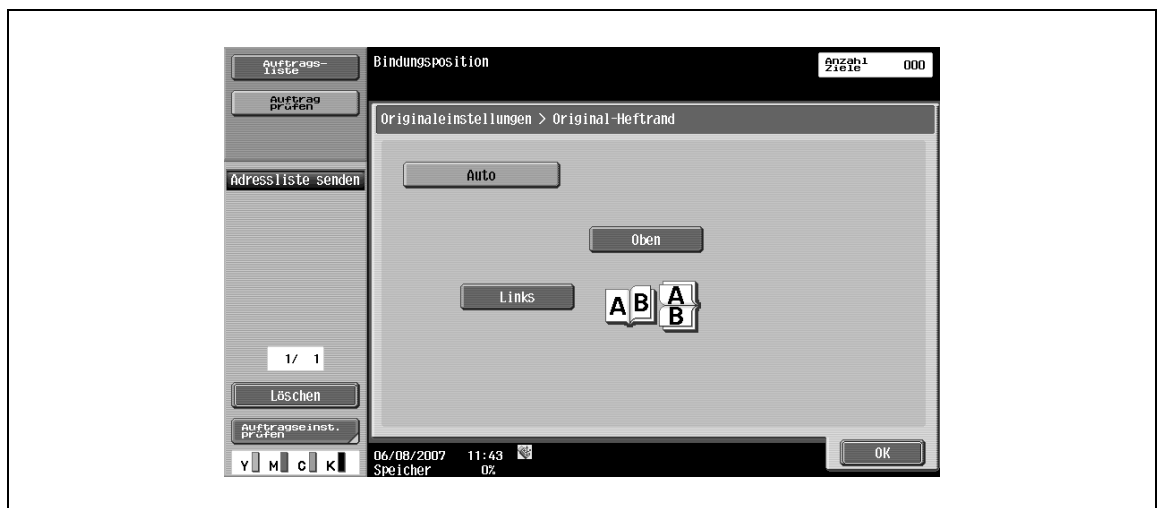 Auftrags-
liste
Auftrag
prüfen
Adressliste senden
1/ 1
Löschen
Auftragseinst.
prüfen
Y M C K
Bindungsposition
Anzahl
Ziele 000
Originaleinstellungen > Original-Heftrand
Auto
Oben
Links
A B
A
B
06/08/2007 11:43
Speicher 0%
OK